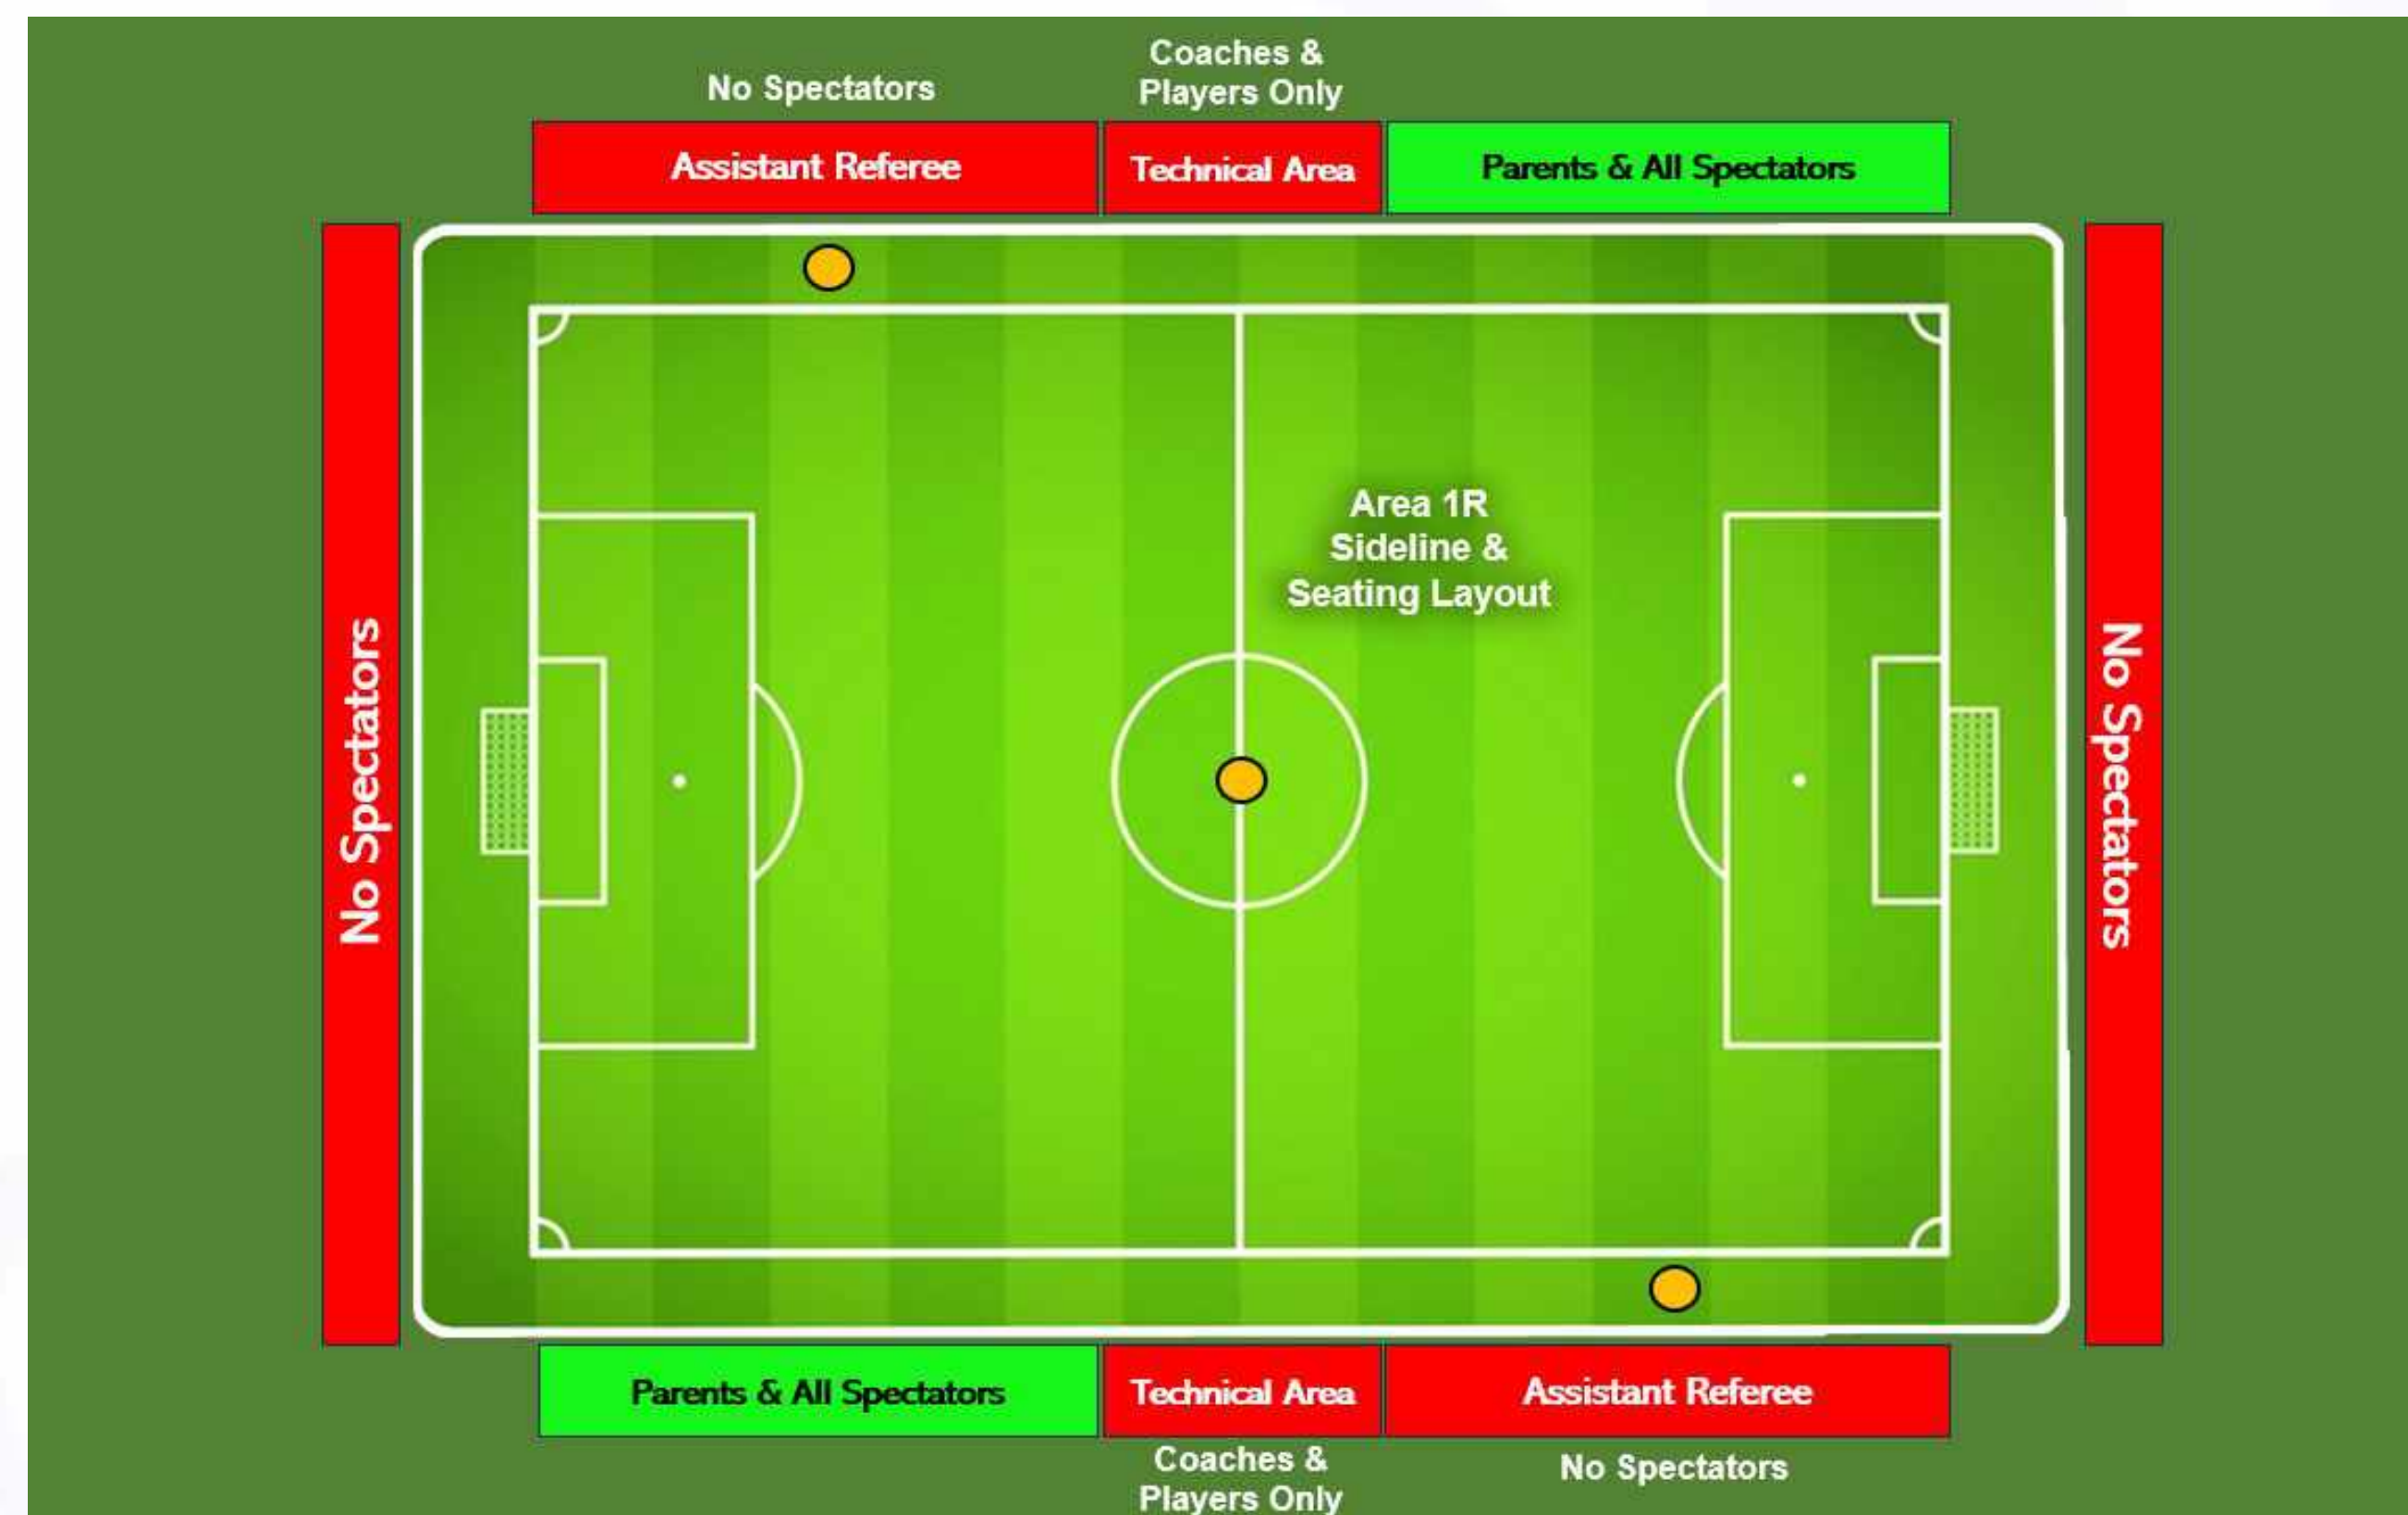 No Spectators
Coaches &
Players Only
Assistant Referee
Technical Area
Parents & All Spectators
No Spectators
Area 1R
Sideline &
Seating Layout
No Spectators
Parents & All Spectators
Technical Area
Assistant Referee
Coaches &
Players Only
No Spectators